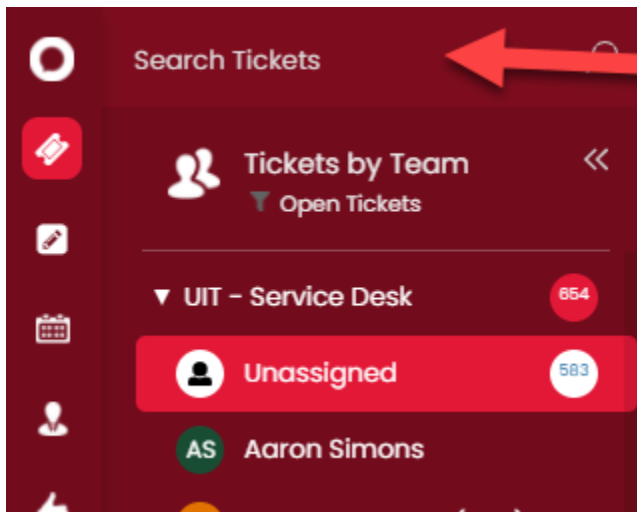 Search Tickets
Tickets by Team
Open Tickets
UIT - Service Desk 654
Unassigned 583
AS Aaron Simons